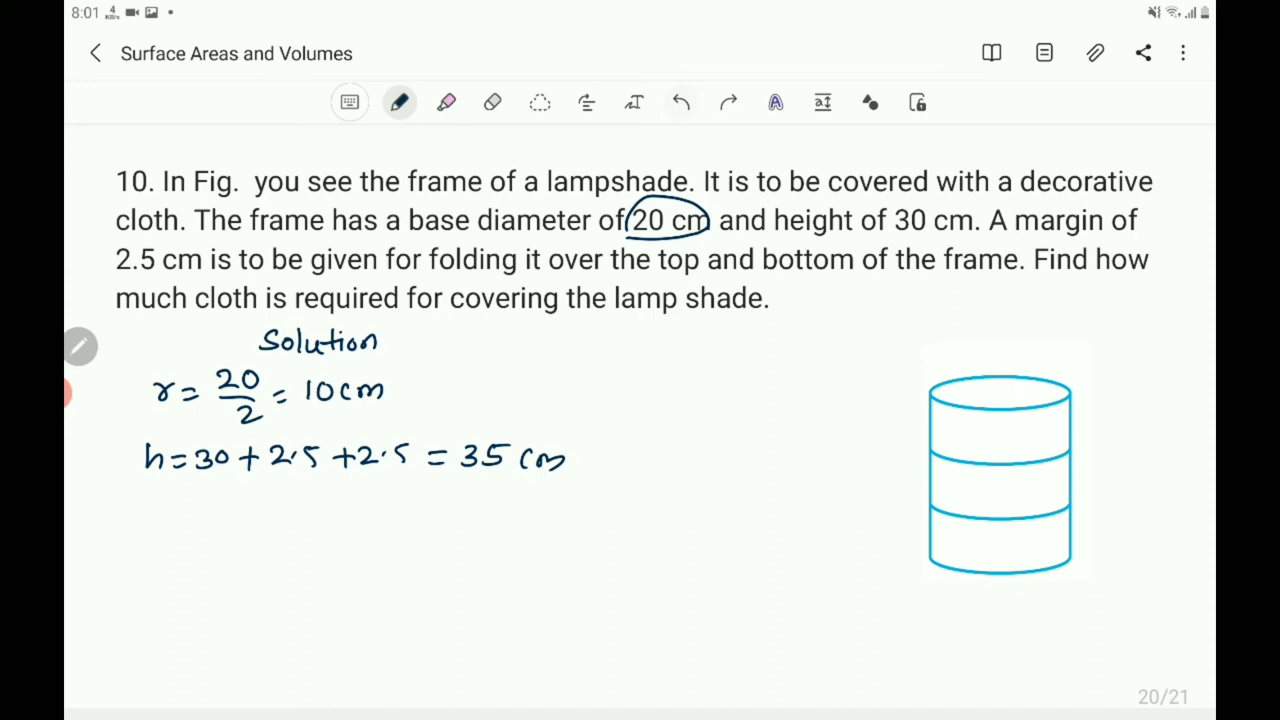 8:01 4 KB/s
Surface Areas and Volumes
10. In Fig. you see the frame of a lampshade. It is to be covered with a decorative
cloth. The frame has a base diameter of 20 cm and height of 30 cm. A margin of
2.5 cm is to be given for folding it over the top and bottom of the frame. Find how
much cloth is required for covering the lamp shade.
Solution
r = 20/2 = 10 cm
h = 30 + 2.5 + 2.5 = 35 cm
20/21